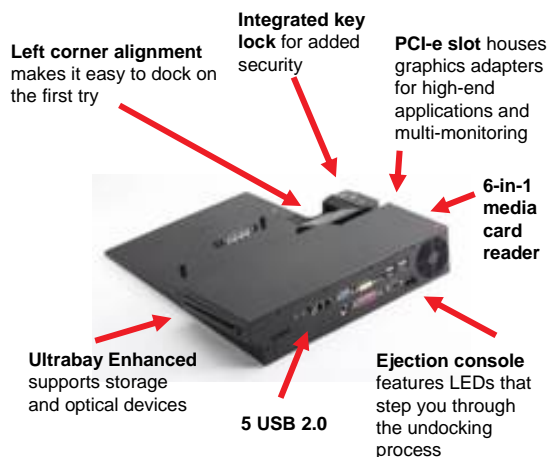 Left corner alignment
makes it easy to dock on
the first try
Integrated key
lock for added
security
PCI-e slot houses
graphics adapters
for high-end
applications and
multi-monitoring
6-in-1
media
card
reader
Ultrabay Enhanced
supports storage
and optical devices
5 USB 2.0
Ejection console
features LEDs that
step you through
the undocking
process